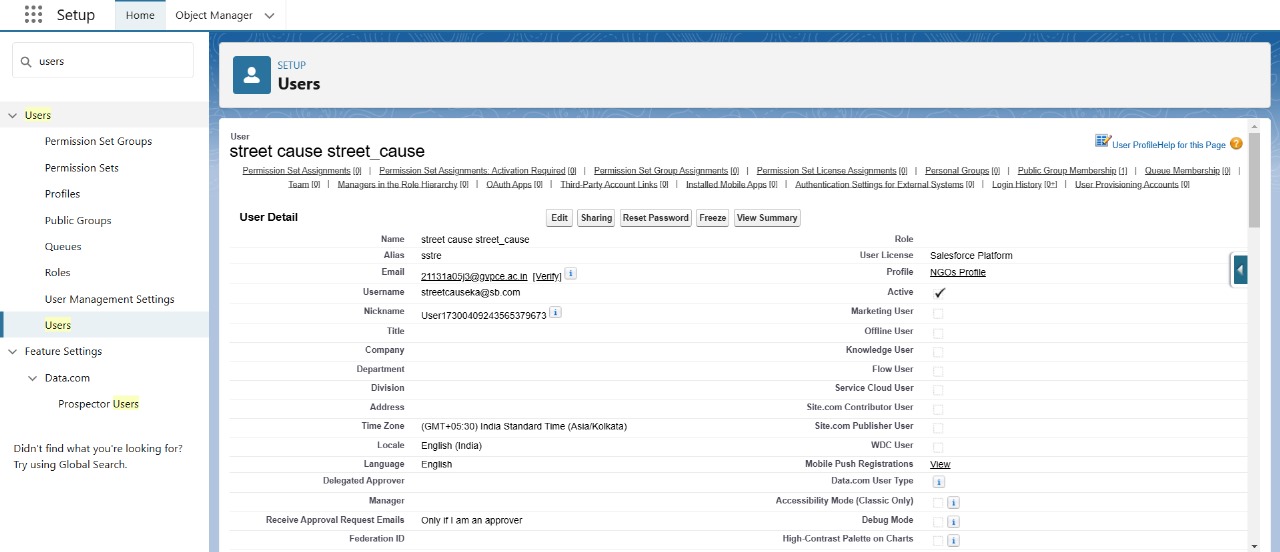 Setup
Home
Object Manager
users
Users
Permission Set Groups
Permission Sets
Profiles
Public Groups
Queues
Roles
User Management Settings
Users
Feature Settings
Data.com
Prospector Users
Didn't find what you're looking for?
Try using Global Search.
SETUP
Users
User
street cause street_cause
User Profile Help for this Page
Permission Set Assignments [0] | Permission Set Assignments: Activation Required [0] | Permission Set Group Assignments [0] | Permission Set License Assignments [0] | Personal Groups [0] | Public Group Membership [1] | Queue Membership [0] |
Team [0] | Managers in the Role Hierarchy [0] | OAuth Apps [0] | Third-Party Account Links [0] | Installed Mobile Apps [0] | Authentication Settings for External Systems [0] | Login History [0+] | User Provisioning Accounts [0]
User Detail
Edit Sharing Reset Password Freeze View Summary
Name street cause street_cause Role
Alias sstre User License Salesforce Platform
Email 21131a05j3@gvpce.ac.in [Verify] Profile NGOs Profile
Username streetcauseka@sb.com Active
Nickname User17300409243565379673 Marketing User
Title Offline User
Company Knowledge User
Department Flow User
Division Service Cloud User
Address Site.com Contributor User
Time Zone (GMT+05:30) India Standard Time (Asia/Kolkata) Site.com Publisher User
Locale English (India) WDC User
Language English Mobile Push Registrations View
Delegated Approver Data.com User Type
Manager Accessibility Mode (Classic Only)
Receive Approval Request Emails Only if I am an approver Debug Mode
Federation ID High-Contrast Palette on Charts